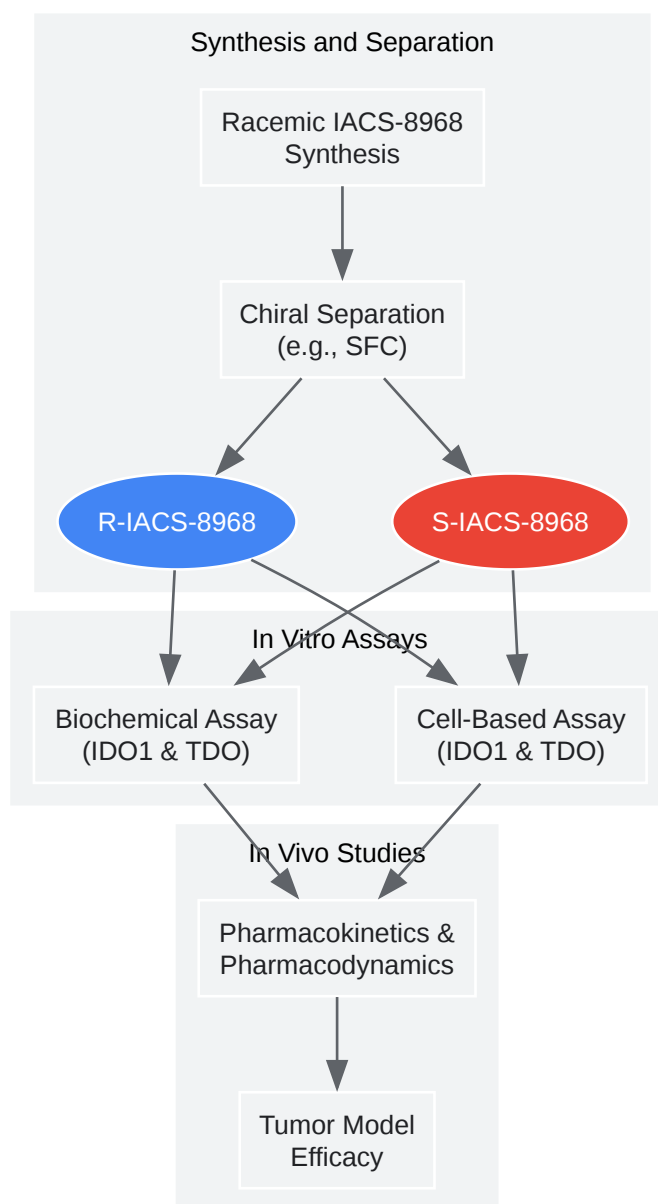 Synthesis and Separation
Racemic IACS-8968
Synthesis
Chiral Separation
(e.g., SFC)
R-IACS-8968
S-IACS-8968
In Vitro Assays
Biochemical Assay
(IDO1 & TDO)
Cell-Based Assay
(IDO1 & TDO)
In Vivo Studies
Pharmacokinetics &
Pharmacodynamics
Tumor Model
Efficacy